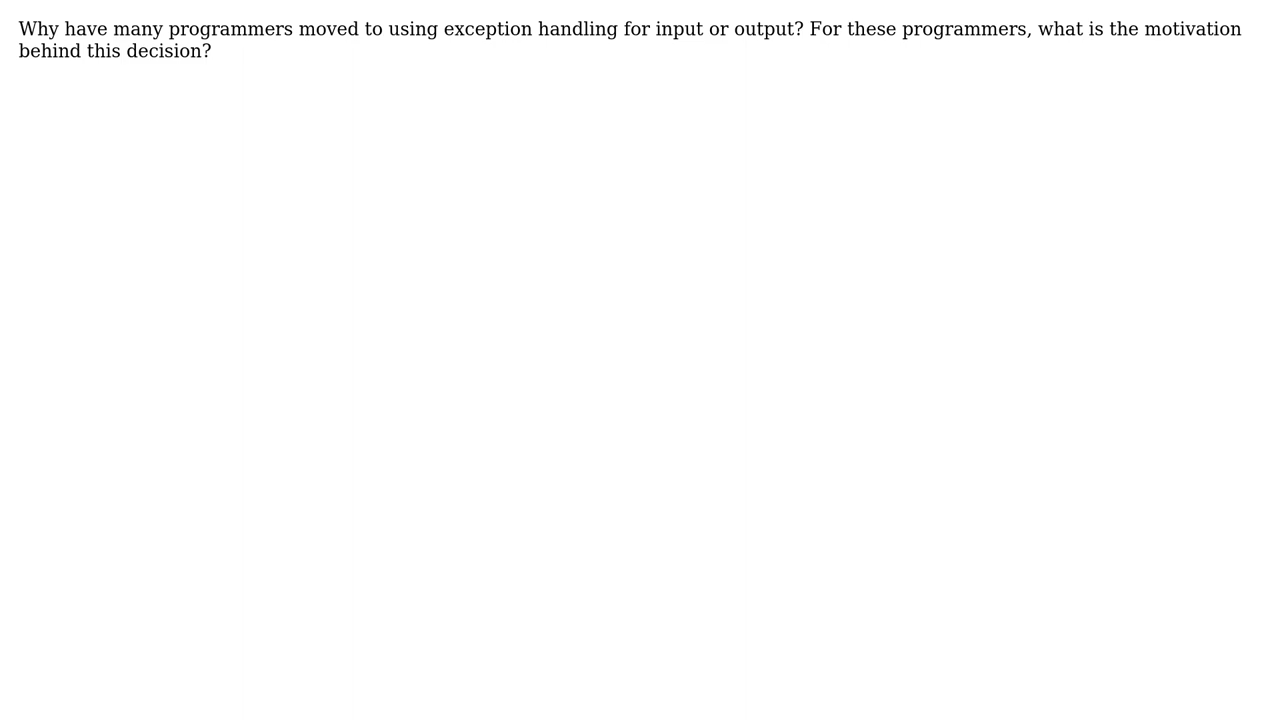 Why have many programmers moved to using exception handling for input or output? For these programmers, what is the motivation
behind this decision?